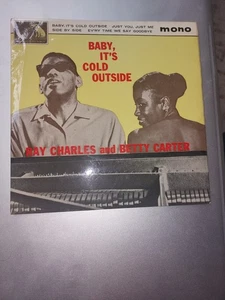 BABY, IT'S COLD OUTSIDE · JUST YOU, JUST ME
SIDE BY SIDE · EV'RY TIME WE SAY GOODBYE
mono
BABY,
IT'S
COLD
OUTSIDE
RAY CHARLES and BETTY CARTER